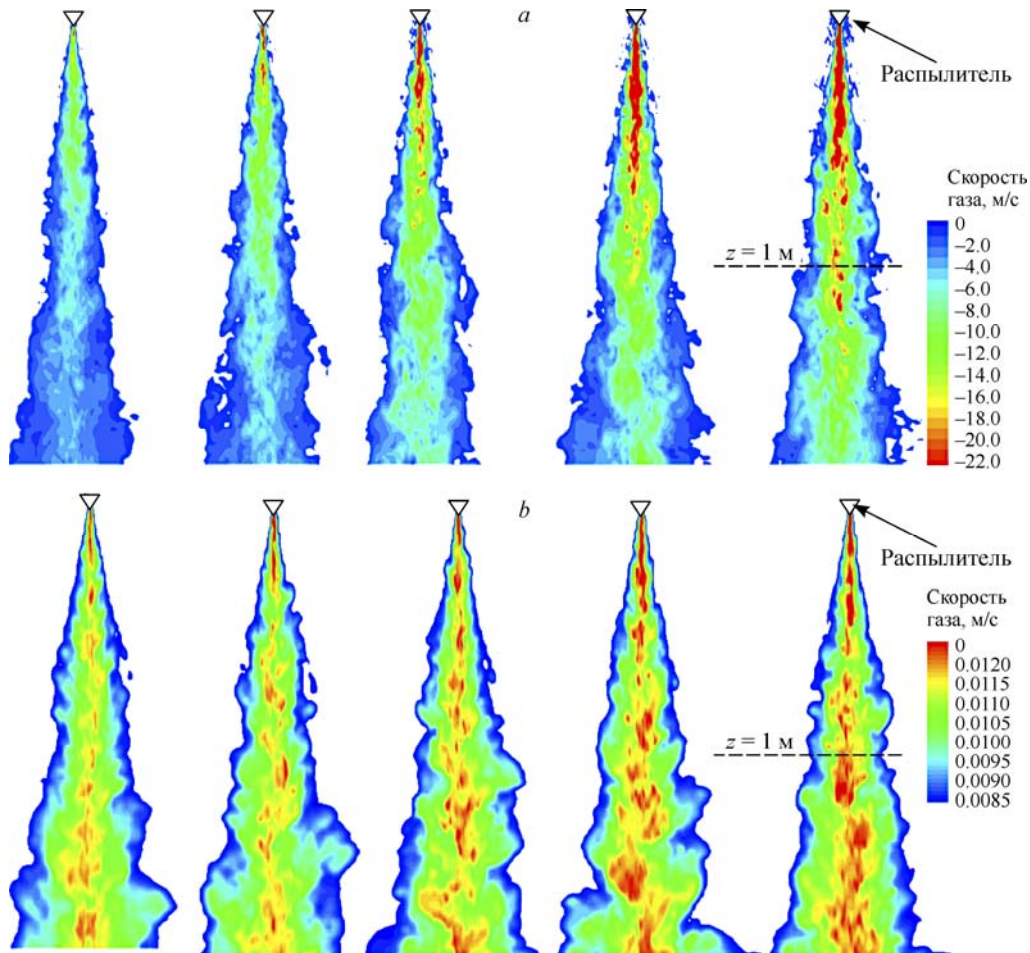 a
Распылитель
Скорость
газа, м/с
0
–2.0
–4.0
–6.0
–8.0
–10.0
–12.0
–14.0
–16.0
–18.0
–20.0
–22.0
z = 1 м
b
Распылитель
Скорость
газа, м/с
0
0.0120
0.0115
0.0110
0.0105
0.0100
0.0095
0.0090
0.0085
z = 1 м